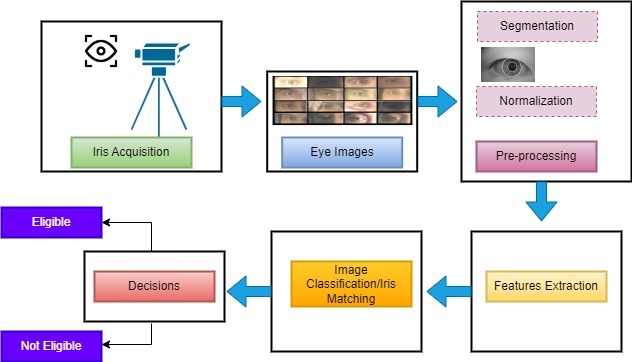 Iris Acquisition
Eye Images
Segmentation
Normalization
Pre-processing
Features Extraction
Image
Classification/Iris
Matching
Decisions
Eligible
Not Eligible